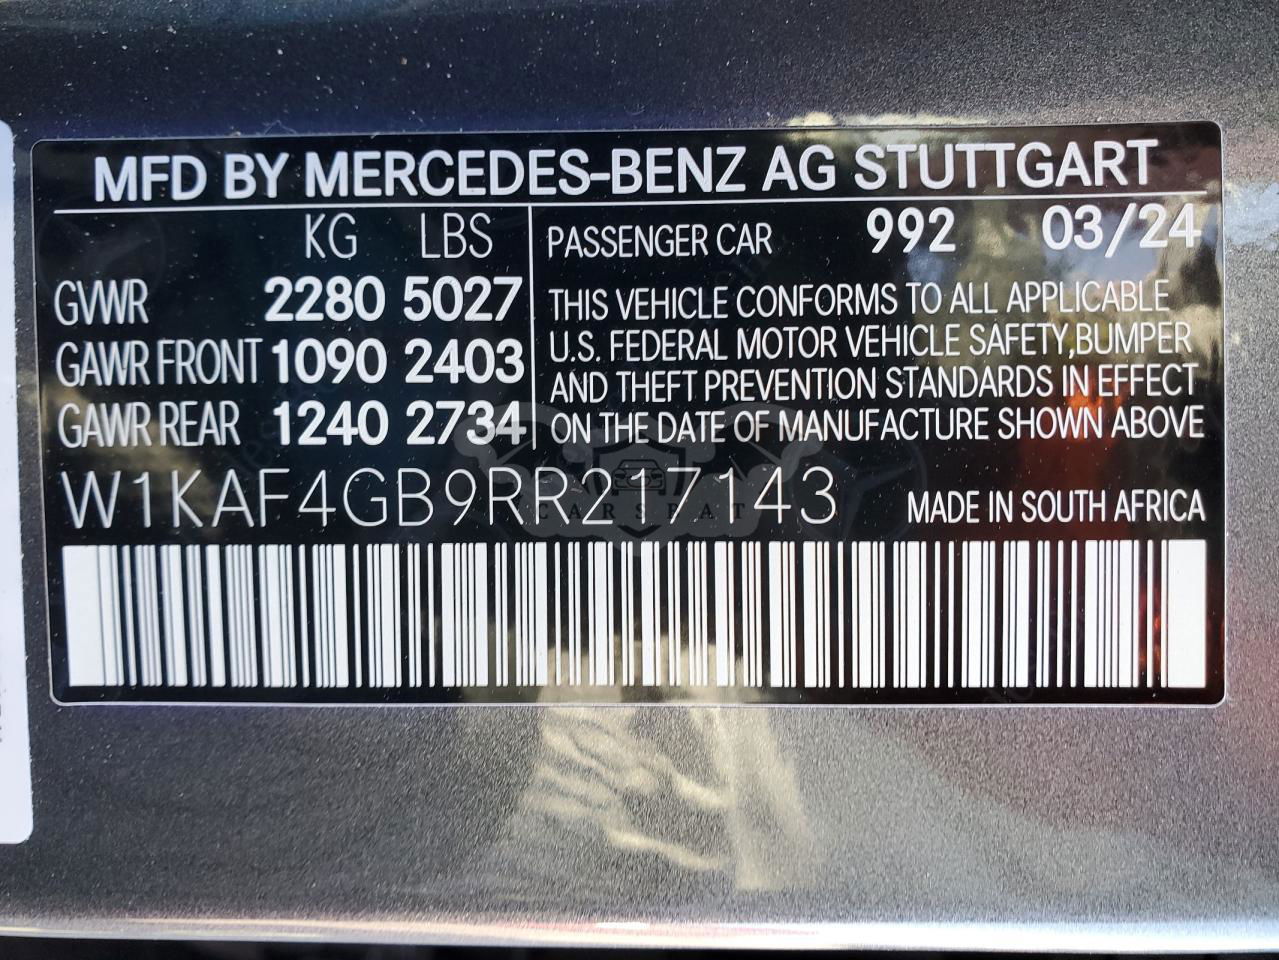 MFD BY MERCEDES-BENZ AG STUTTGART
KG LBS
GVWR 2280 5027
GAWR FRONT 1090 2403
GAWR REAR 1240 2734
PASSENGER CAR 992 03/24
THIS VEHICLE CONFORMS TO ALL APPLICABLE
U.S. FEDERAL MOTOR VEHICLE SAFETY,BUMPER
AND THEFT PREVENTION STANDARDS IN EFFECT
ON THE DATE OF MANUFACTURE SHOWN ABOVE
W1KAF4GB9RR217143
MADE IN SOUTH AFRICA
CARSBAT